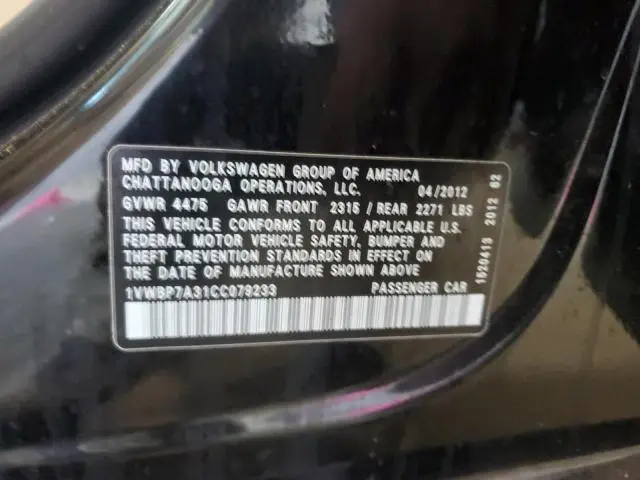 MFD BY VOLKSWAGEN GROUP OF AMERICA
CHATTANOOGA OPERATIONS, LLC. 04/2012
GVWR 4475 GAWR FRONT 2315 / REAR 2271 LBS
THIS VEHICLE CONFORMS TO ALL APPLICABLE U.S.
FEDERAL MOTOR VEHICLE SAFETY, BUMPER AND
THEFT PREVENTION STANDARDS IN EFFECT ON
THE DATE OF MANUFACTURE SHOWN ABOVE
1VWBP7A31CC079233 PASSENGER CAR
1520413 2012 62